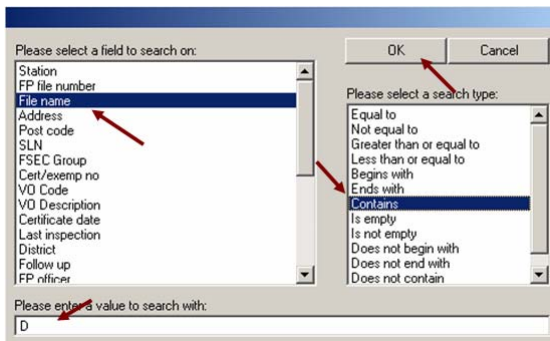 Please select a field to search on:
Station
FP file number
File name
Address
Post code
SLN
FSEC Group
Cert/exemp no
VO Code
VO Description
Certificate date
Last inspection
District
Follow up
FP officer
OK
Cancel
Please select a search type:
Equal to
Not equal to
Greater than or equal to
Less than or equal to
Begins with
Ends with
Contains
Is empty
Is not empty
Does not begin with
Does not end with
Does not contain
Please enter a value to search with:
D